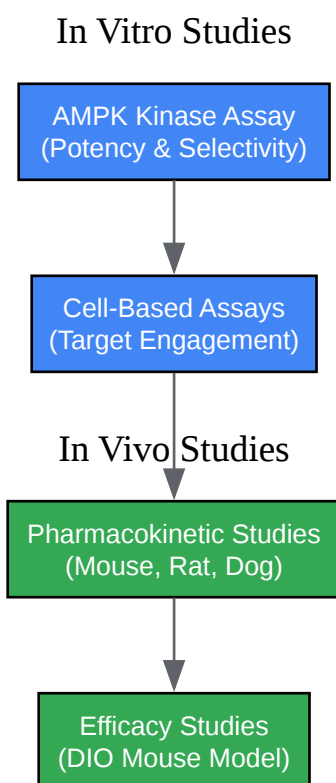 In Vitro Studies
AMPK Kinase Assay
(Potency & Selectivity)
Cell-Based Assays
(Target Engagement)
In Vivo Studies
Pharmacokinetic Studies
(Mouse, Rat, Dog)
Efficacy Studies
(DIO Mouse Model)